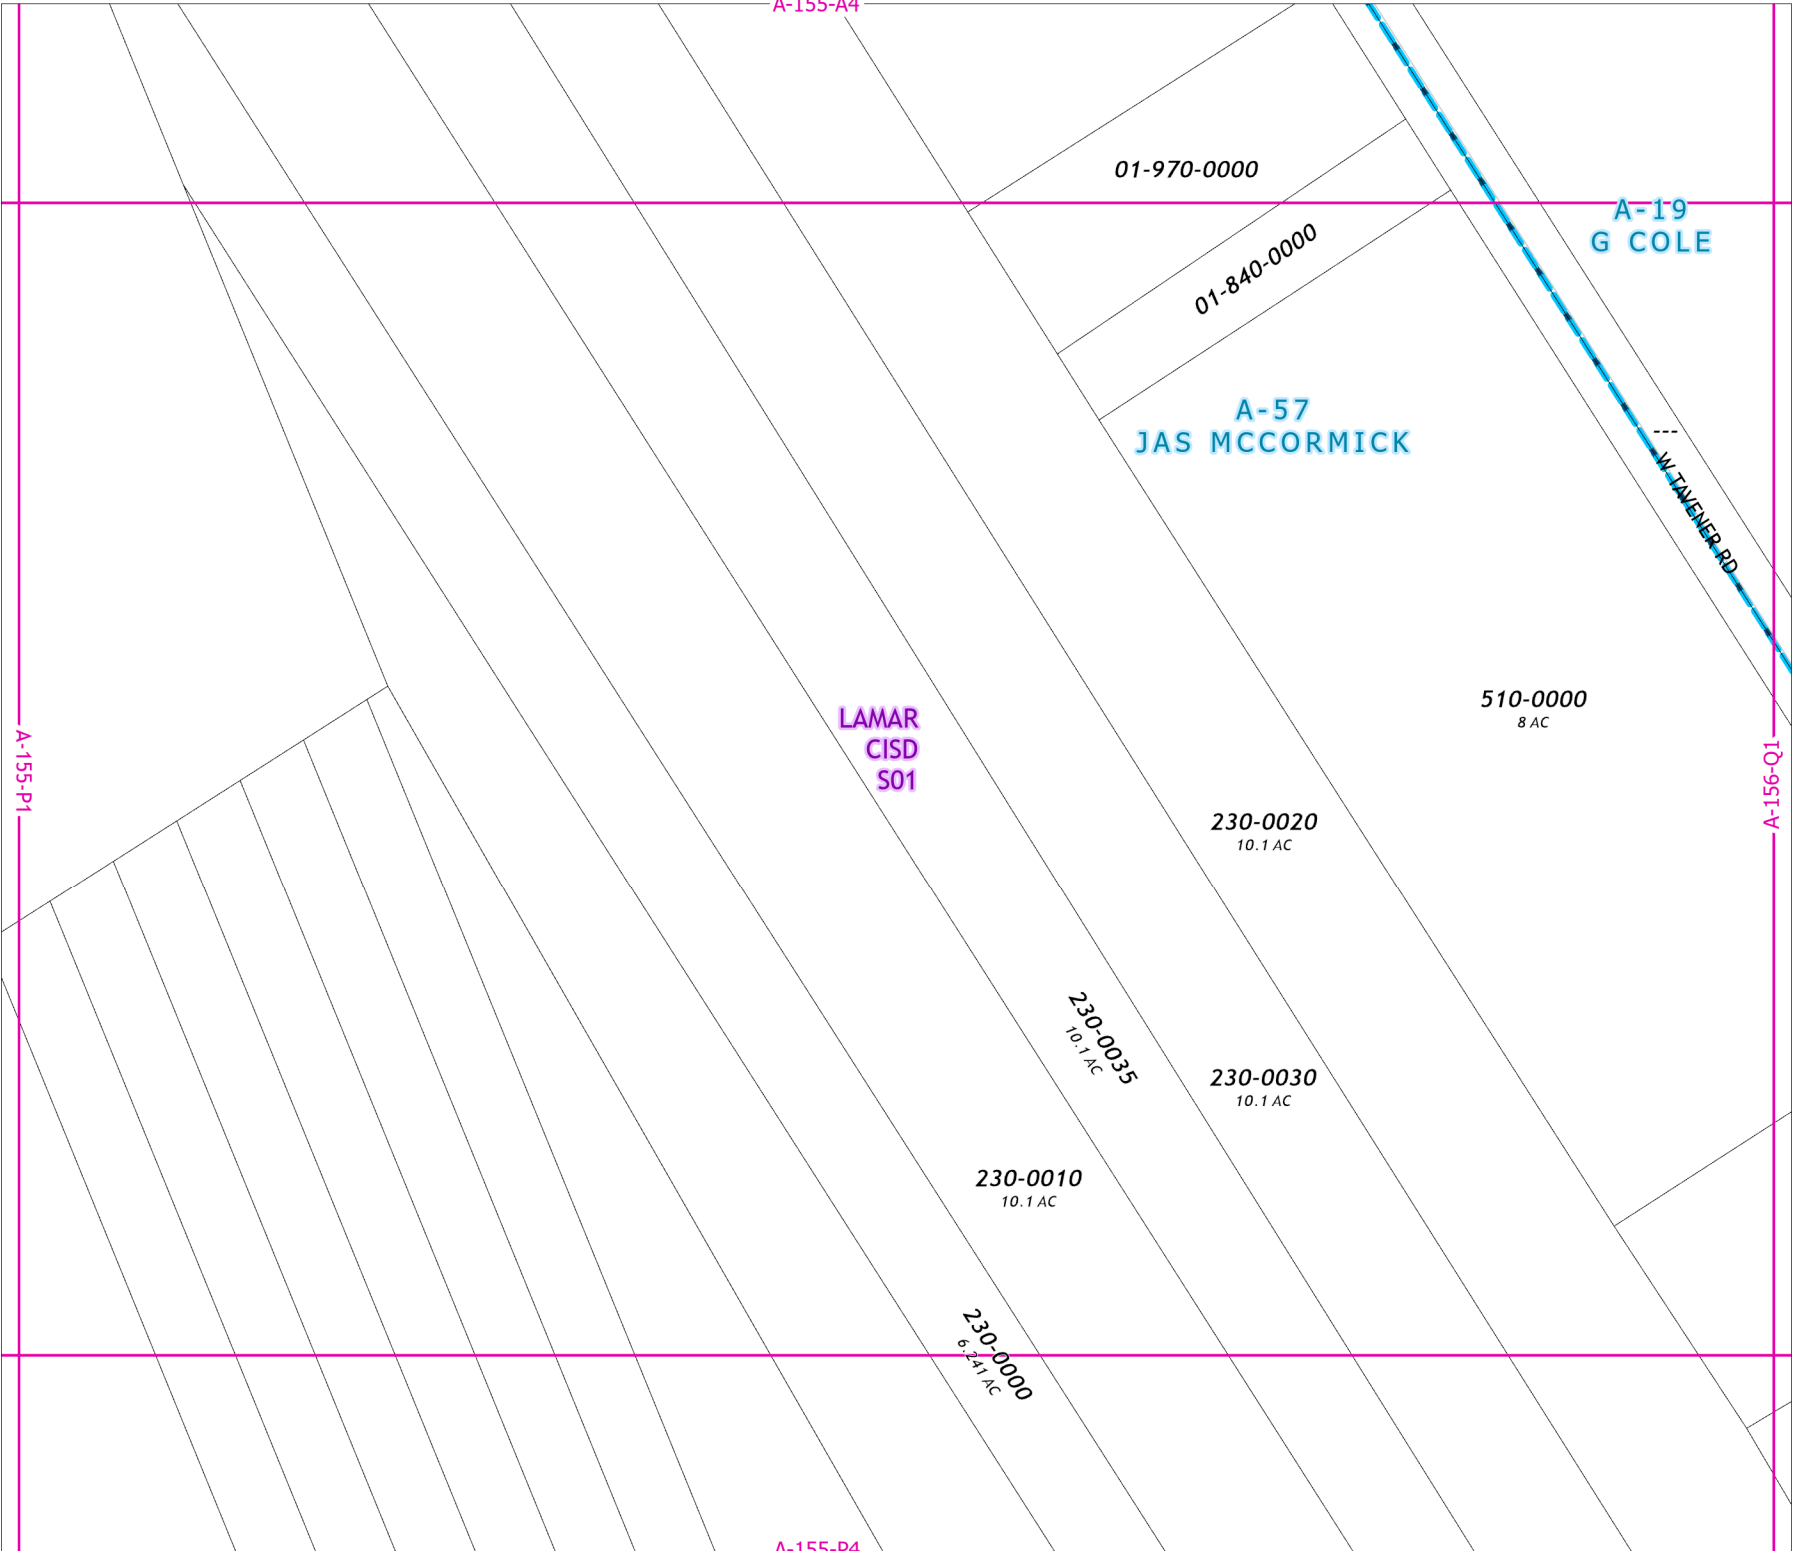 A-155-A4
01-970-0000
A-19
G COLE
01-840-0000
A-57
JAS MCCORMICK
---
W TAVENER RD
510-0000
8 AC
LAMAR
CISD
S01
A-155-P1
A-156-Q1
230-0020
10.1 AC
230-0035
10.1 AC
230-0030
10.1 AC
230-0010
10.1 AC
230-0000
6.241 AC
A-155-P4